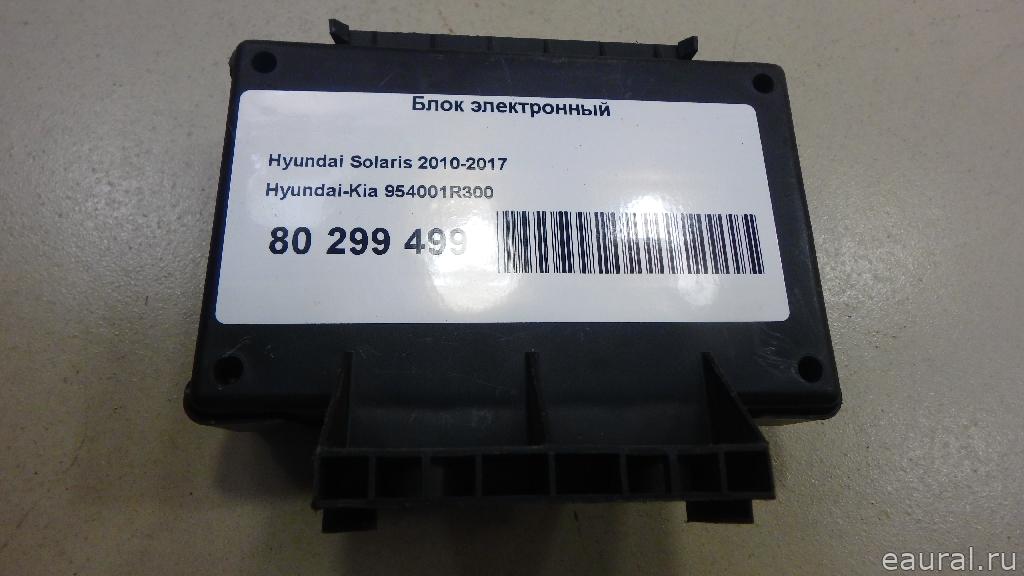 Блок электронный
Hyundai Solaris 2010-2017
Hyundai-Kia 954001R300
80 299 499
eaural.ru